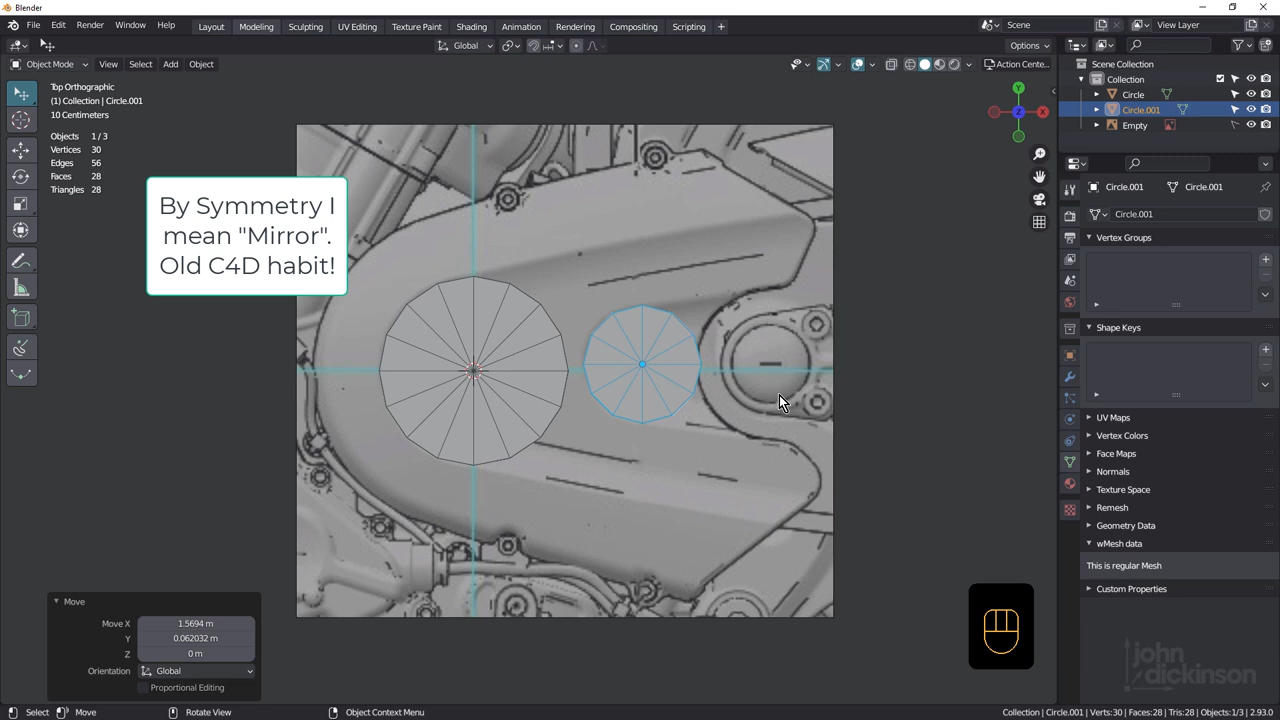 Blender
File Edit Render Window Help
Layout Modeling Sculpting UV Editing Texture Paint Shading Animation Rendering Compositing Scripting
Scene
View Layer
Global
Options
Object Mode View Select Add Object
Action Cente...
Top Orthographic
(1) Collection | Circle.001
10 Centimeters
Objects 1 / 3
Vertices 30
Edges 56
Faces 28
Triangles 28
By Symmetry I
mean "Mirror".
Old C4D habit!
Y
X
Z
Scene Collection
Collection
Circle
Circle.001
Empty
Circle.001 Circle.001
Circle.001
Vertex Groups
Shape Keys
UV Maps
Vertex Colors
Face Maps
Normals
Texture Space
Remesh
Geometry Data
wMesh data
This is regular Mesh
Custom Properties
Move
Move X 1.5694 m
Y 0.062032 m
Z 0 m
Orientation Global
Proportional Editing
john
dickinson
Select Move Rotate View Object Context Menu
Collection | Circle.001 | Verts:30 | Faces:28 | Tris:28 | Objects:1/3 | 2.93.0